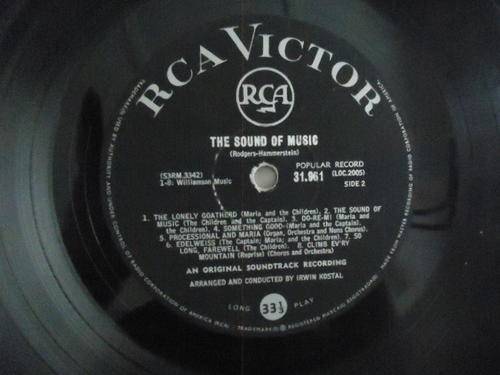 RCA VICTOR
RCA
THE SOUND OF MUSIC
(Rodgers-Hammerstein)
(S3RM.3342)
1-8: Williamson Music
POPULAR RECORD
31.961 (LOC.2005)
SIDE 2
1. THE LONELY GOATHERD (Maria and the Children). 2. THE SOUND OF
MUSIC (The Children and the Captain). 3. DO-RE-MI (Maria and the
Children). 4. SOMETHING GOOD (Maria and the Captain).
5. PROCESSIONAL AND MARIA (Organ, Orchestra and Nuns Chorus).
6. EDELWEISS (The Captain; Maria; and the Children). 7. SO
LONG, FAREWELL (The Children). 8. CLIMB EV'RY
MOUNTAIN (Reprise) (Chorus and Orchestra)
AN ORIGINAL SOUNDTRACK RECORDING
ARRANGED AND CONDUCTED BY IRWIN KOSTAL
LONG 33⅓ PLAY
CORPORATION OF AMERICA
TRADEMARK(S) ® REGISTERED